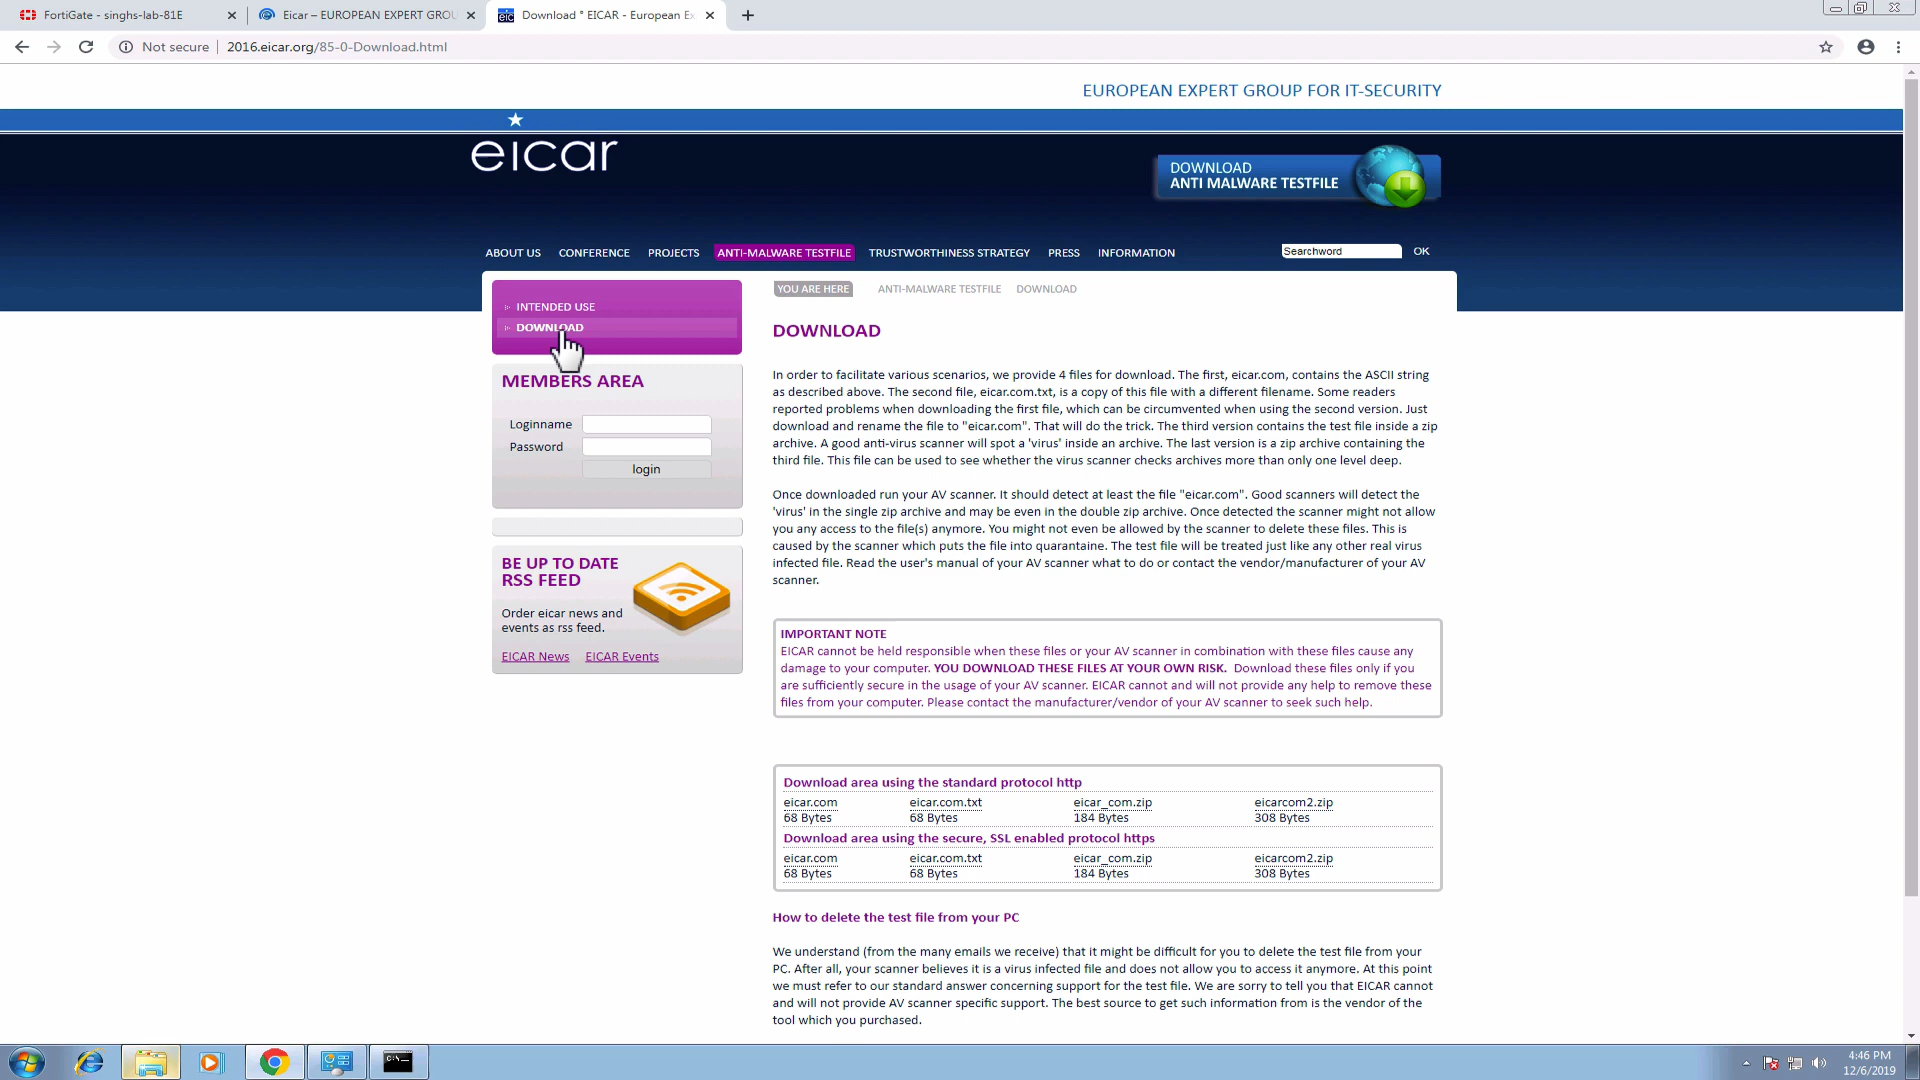 FortiGate - singhs-lab-81E
Eicar – EUROPEAN EXPERT GROU
Download ° EICAR - European Ex
Not secure
2016.eicar.org/85-0-Download.html
EUROPEAN EXPERT GROUP FOR IT-SECURITY
eicar
DOWNLOAD
ANTI MALWARE TESTFILE
ABOUT US CONFERENCE PROJECTS ANTI-MALWARE TESTFILE TRUSTWORTHINESS STRATEGY PRESS INFORMATION
Searchword OK
INTENDED USE
DOWNLOAD
MEMBERS AREA
Loginname
Password
login
BE UP TO DATE
RSS FEED
Order eicar news and
events as rss feed.
EICAR News EICAR Events
YOU ARE HERE ANTI-MALWARE TESTFILE DOWNLOAD
DOWNLOAD
In order to facilitate various scenarios, we provide 4 files for download. The first, eicar.com, contains the ASCII string
as described above. The second file, eicar.com.txt, is a copy of this file with a different filename. Some readers
reported problems when downloading the first file, which can be circumvented when using the second version. Just
download and rename the file to "eicar.com". That will do the trick. The third version contains the test file inside a zip
archive. A good anti-virus scanner will spot a 'virus' inside an archive. The last version is a zip archive containing the
third file. This file can be used to see whether the virus scanner checks archives more than only one level deep.
Once downloaded run your AV scanner. It should detect at least the file "eicar.com". Good scanners will detect the
'virus' in the single zip archive and may be even in the double zip archive. Once detected the scanner might not allow
you any access to the file(s) anymore. You might not even be allowed by the scanner to delete these files. This is
caused by the scanner which puts the file into quarantaine. The test file will be treated just like any other real virus
infected file. Read the user's manual of your AV scanner what to do or contact the vendor/manufacturer of your AV
scanner.
IMPORTANT NOTE
EICAR cannot be held responsible when these files or your AV scanner in combination with these files cause any
damage to your computer. YOU DOWNLOAD THESE FILES AT YOUR OWN RISK. Download these files only if you
are sufficiently secure in the usage of your AV scanner. EICAR cannot and will not provide any help to remove these
files from your computer. Please contact the manufacturer/vendor of your AV scanner to seek such help.
Download area using the standard protocol http
eicar.com eicar.com.txt eicar_com.zip eicarcom2.zip
68 Bytes 68 Bytes 184 Bytes 308 Bytes
Download area using the secure, SSL enabled protocol https
eicar.com eicar.com.txt eicar_com.zip eicarcom2.zip
68 Bytes 68 Bytes 184 Bytes 308 Bytes
How to delete the test file from your PC
We understand (from the many emails we receive) that it might be difficult for you to delete the test file from your
PC. After all, your scanner believes it is a virus infected file and does not allow you to access it anymore. At this point
we must refer to our standard answer concerning support for the test file. We are sorry to tell you that EICAR cannot
and will not provide AV scanner specific support. The best source to get such information from is the vendor of the
tool which you purchased.
4:46 PM
12/6/2019